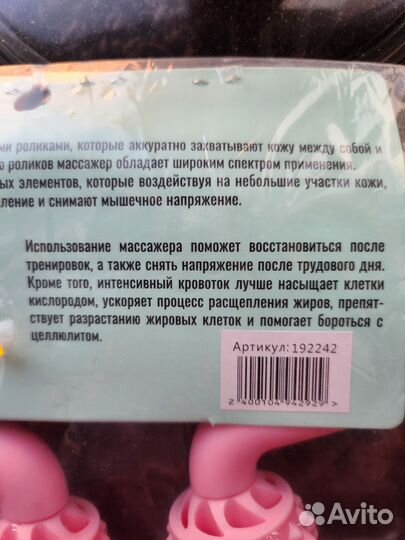 ми роликами, которые аккуратно захватывают кожу между собой и
о роликов массажер обладает широким спектром применения.
ых элементов, которые воздействуя на небольшие участки кожи,
ление и снимают мышечное напряжение.
Использование массажера поможет восстановиться после
тренировок, а также снять напряжение после трудового дня.
Кроме того, интенсивный кровоток лучше насыщает клетки
кислородом, ускоряет процесс расщепления жиров, препят-
ствует разрастанию жировых клеток и помогает бороться с
целлюлитом.
Артикул: 192242
2 400104 942929 >
Avito